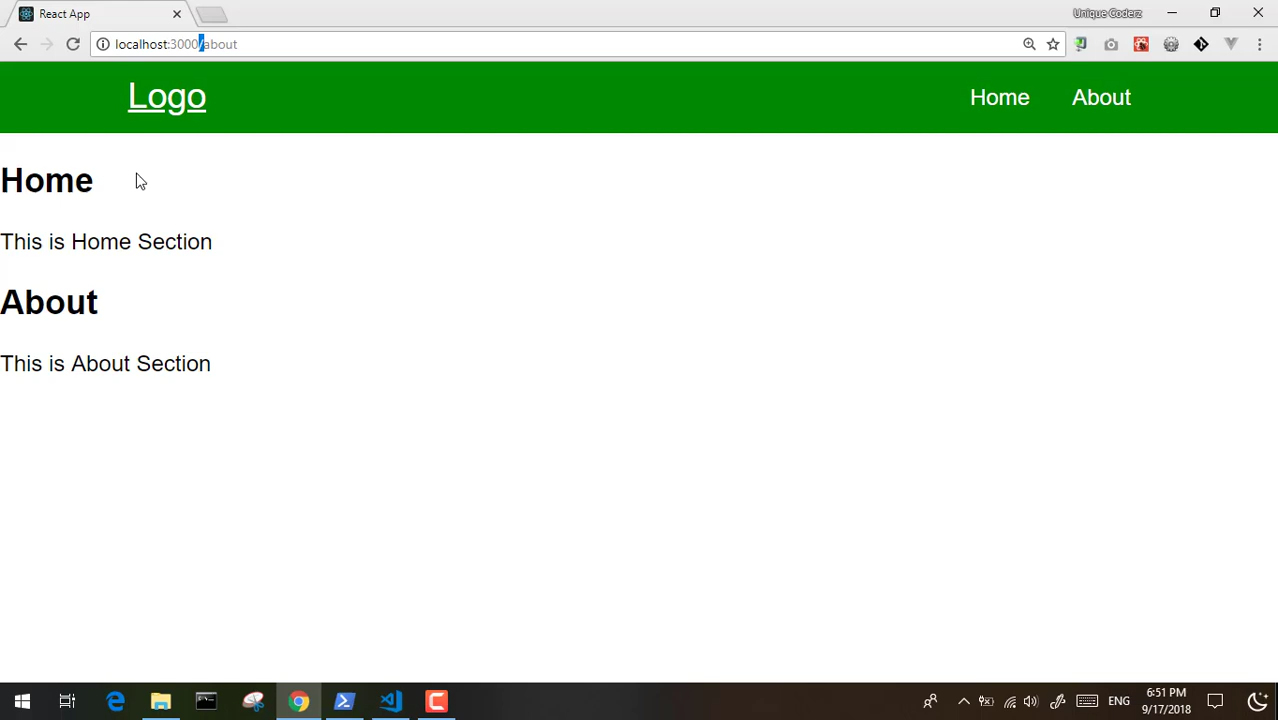 React App
Unique Coderz
localhost:3000/about
Logo
Home
About
Home
This is Home Section
About
This is About Section
ENG
6:51 PM
9/17/2018